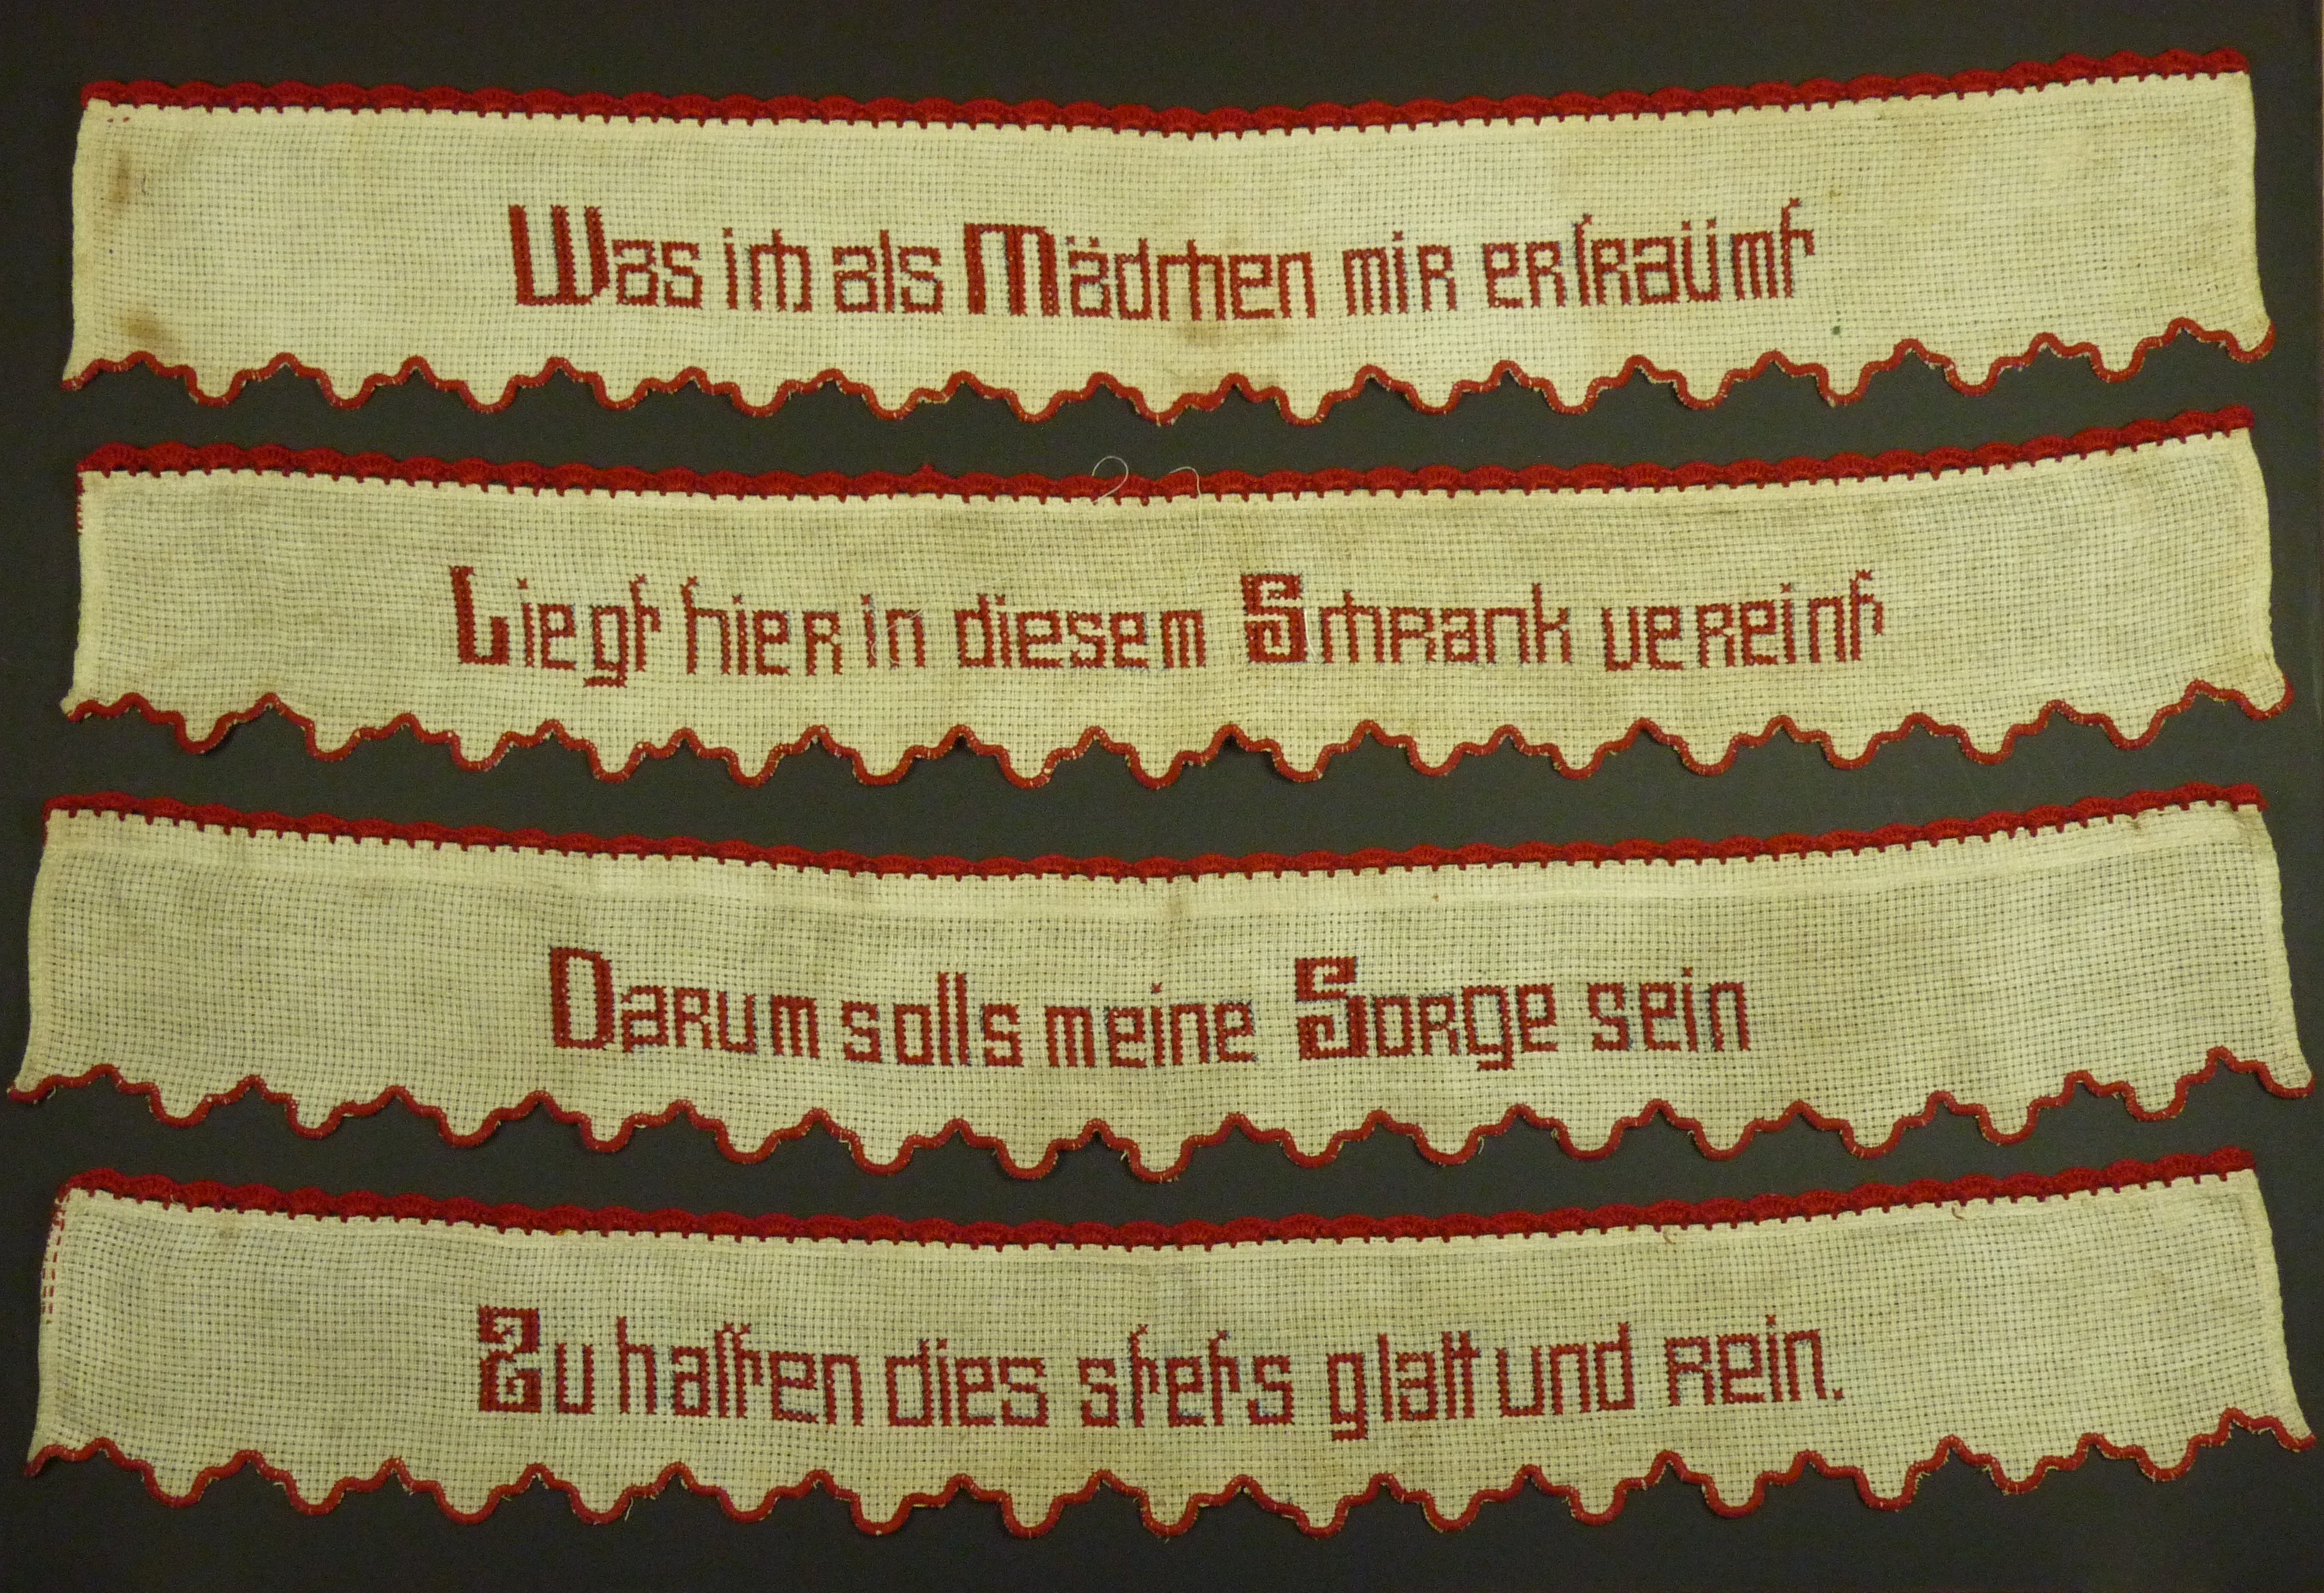 Was ich als Mädchen mir ertraümt
Liegt hier in diesem Schrank vereint
Darum solls meine Sorge sein
Zu halten dies stets glatt und rein.